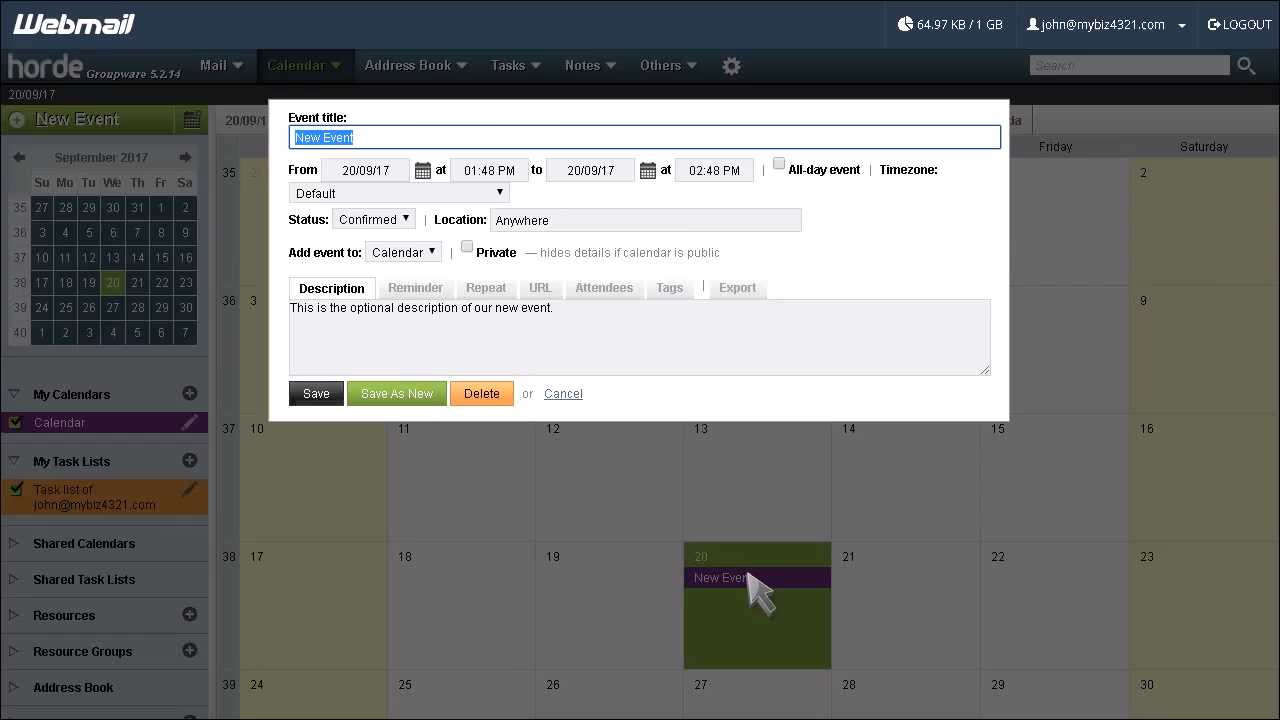 Webmail
64.97 KB / 1 GB
john@mybiz4321.com
LOGOUT
horde Groupware 5.2.14
Mail
Calendar
Address Book
Tasks
Notes
Others
Search
20/09/17
New Event
September 2017
Su Mo Tu We Th Fr Sa
35 27 28 29 30 31 1 2
36 3 4 5 6 7 8 9
37 10 11 12 13 14 15 16
38 17 18 19 20 21 22 23
39 24 25 26 27 28 29 30
40 1 2 3 4 5 6 7
My Calendars
Calendar
My Task Lists
Task list of
john@mybiz4321.com
Shared Calendars
Shared Task Lists
Resources
Resource Groups
Address Book
Event title:
New Event
From 20/09/17 at 01:48 PM to 20/09/17 at 02:48 PM | All-day event | Timezone:
Default
Status: Confirmed | Location: Anywhere
Add event to: Calendar | Private — hides details if calendar is public
Description Reminder Repeat URL Attendees Tags | Export
This is the optional description of our new event.
Save Save As New Delete or Cancel
Friday Saturday
35 2
36 3 9
37 10 11 12 13 14 15 16
38 17 18 19 20 21 22 23
New Even
39 24 25 26 27 28 29 30